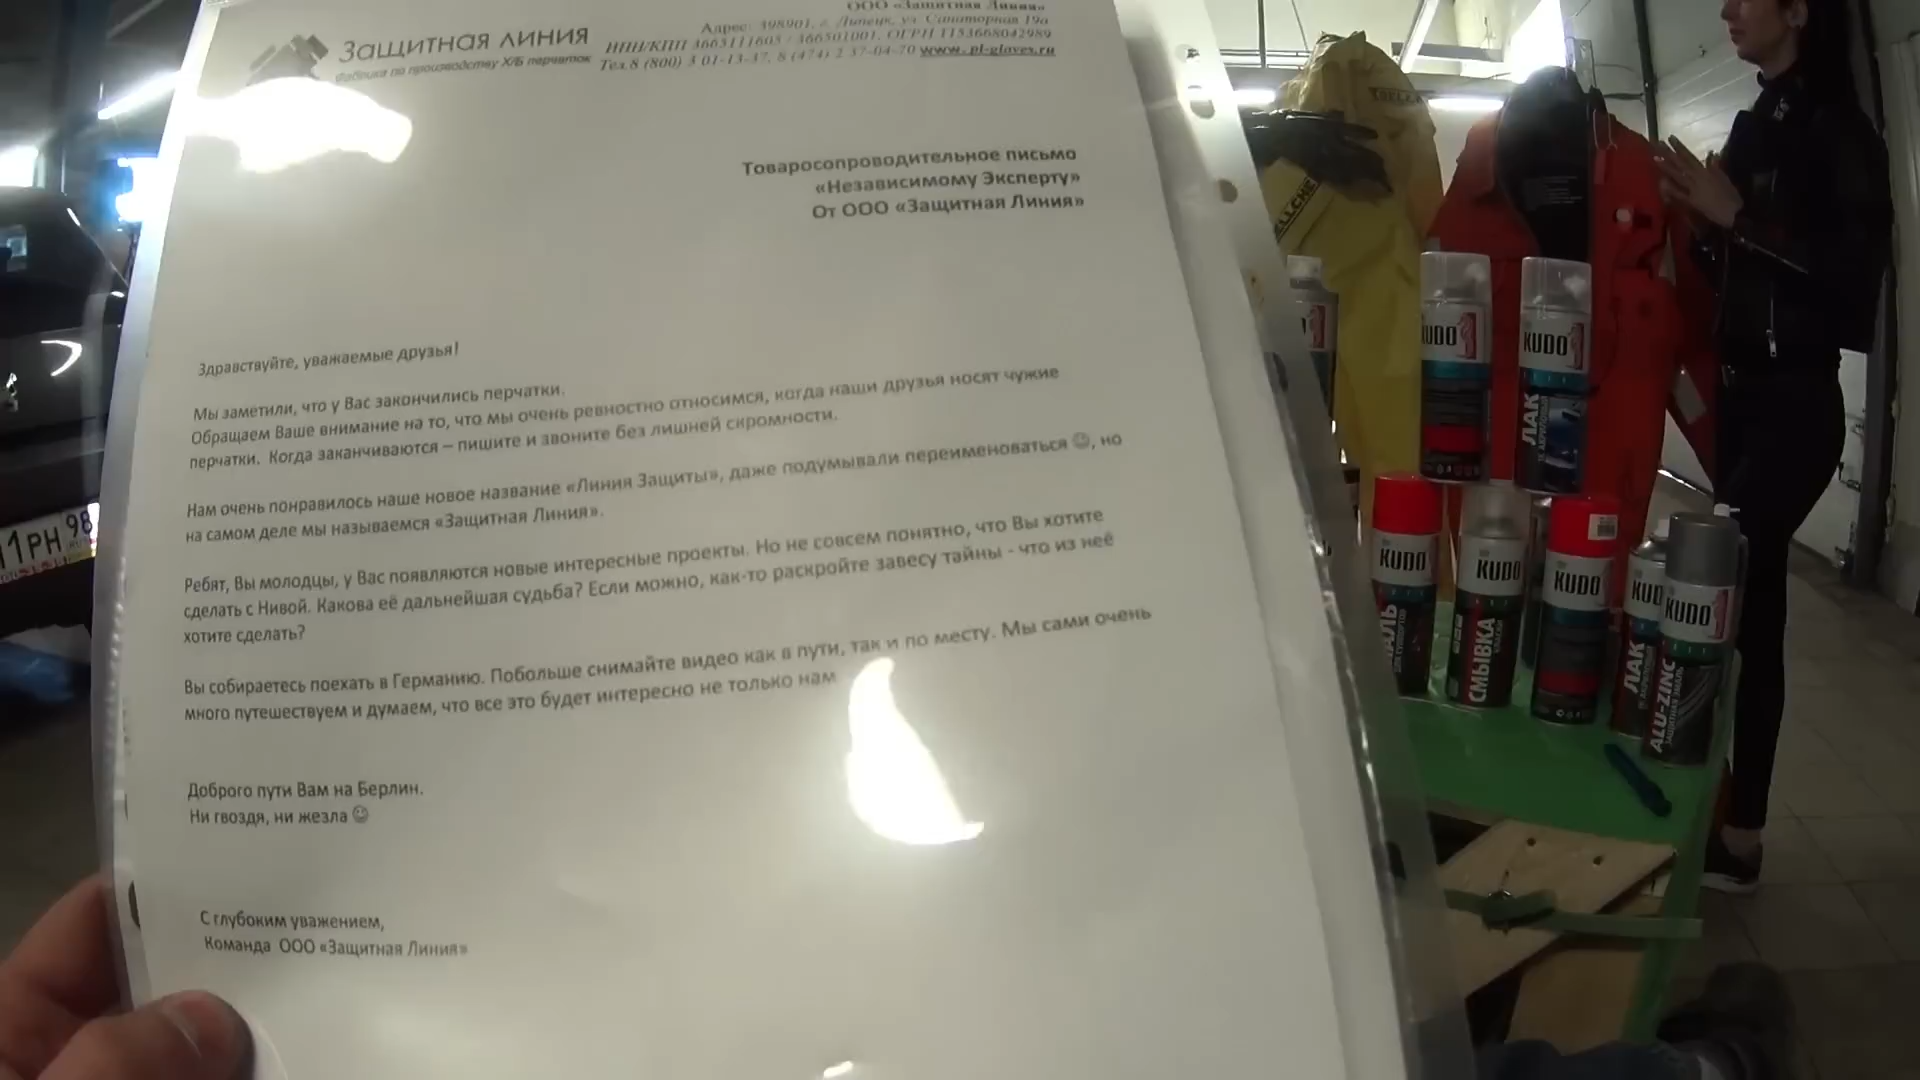 ООО «Защитная Линия»
Адрес: 398901, г. Липецк, ул. Санаторная 19а
ЗАЩИТНАЯ ЛИНИЯ
ИНН/КПП 3665111605 / 366501001, ОГРН 1153668042989
Фабрика по производству Х/Б перчаток
Тел.8 (800) 3 01-13-37, 8 (474) 2 37-04-70 www. pl-gloves.ru
Товаросопроводительное письмо
«Независимому Эксперту»
От ООО «Защитная Линия»
Здравствуйте, уважаемые друзья!
Мы заметили, что у Вас закончились перчатки.
Обращаем Ваше внимание на то, что мы очень ревностно относимся, когда наши друзья носят чужие
перчатки. Когда заканчиваются – пишите и звоните без лишней скромности.
Нам очень понравилось наше новое название «Линия Защиты», даже подумывали переименоваться ☺, но
на самом деле мы называемся «Защитная Линия».
Ребят, Вы молодцы, у Вас появляются новые интересные проекты. Но не совсем понятно, что Вы хотите
сделать с Нивой. Какова её дальнейшая судьба? Если можно, как-то раскройте завесу тайны - что из неё
хотите сделать?
Вы собираетесь поехать в Германию. Побольше снимайте видео как в пути, так и по месту. Мы сами очень
много путешествуем и думаем, что все это будет интересно не только нам
Доброго пути Вам на Берлин.
Ни гвоздя, ни жезла ☺
С глубоким уважением,
Команда ООО «Защитная Линия»
1РН 98
KUDO
KUDO
ЛАК
KUDO
KUDO
СМЫВКА
KUDO
KUDO
ЛАК
KUDO
ALU-ZINC